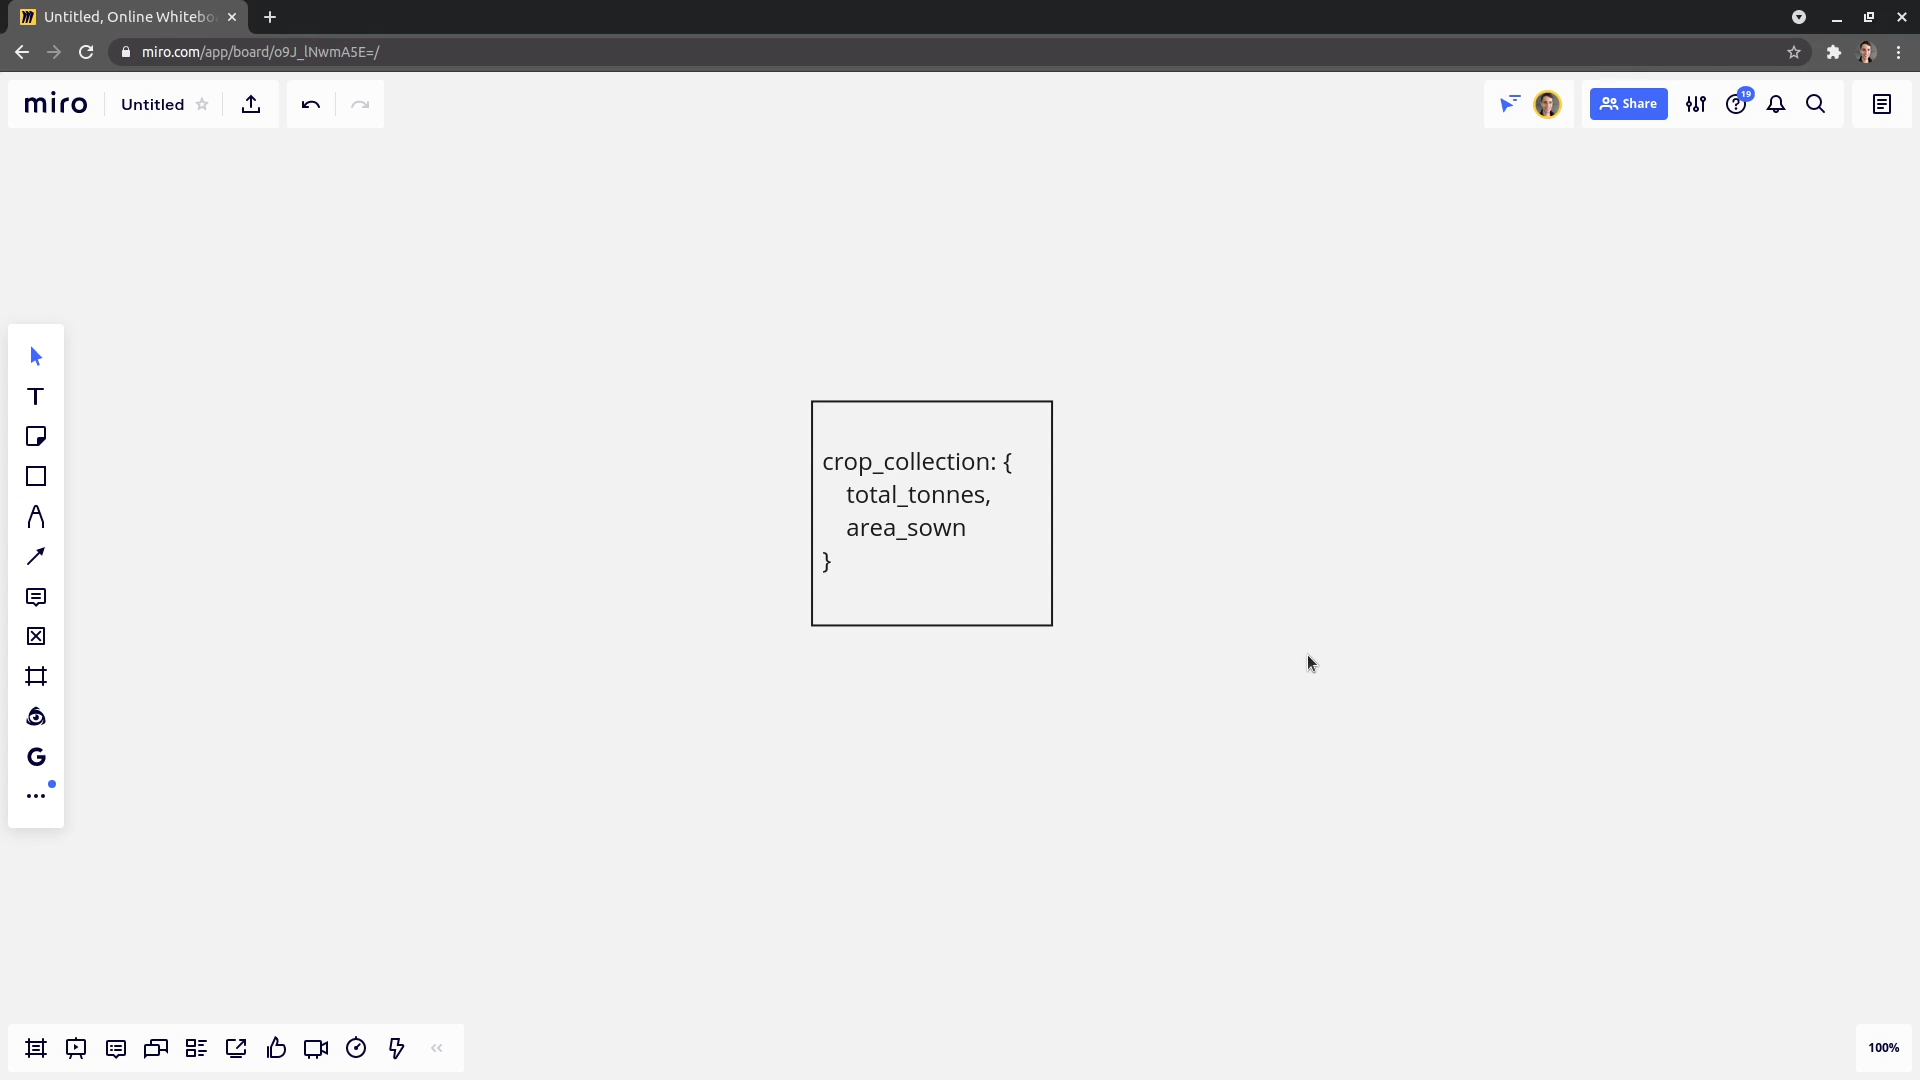 Untitled, Online Whitebo
miro.com/app/board/o9J_lNwmA5E=/
miro
Untitled
Share
19
crop_collection: {
total_tonnes,
area_sown
}
100%